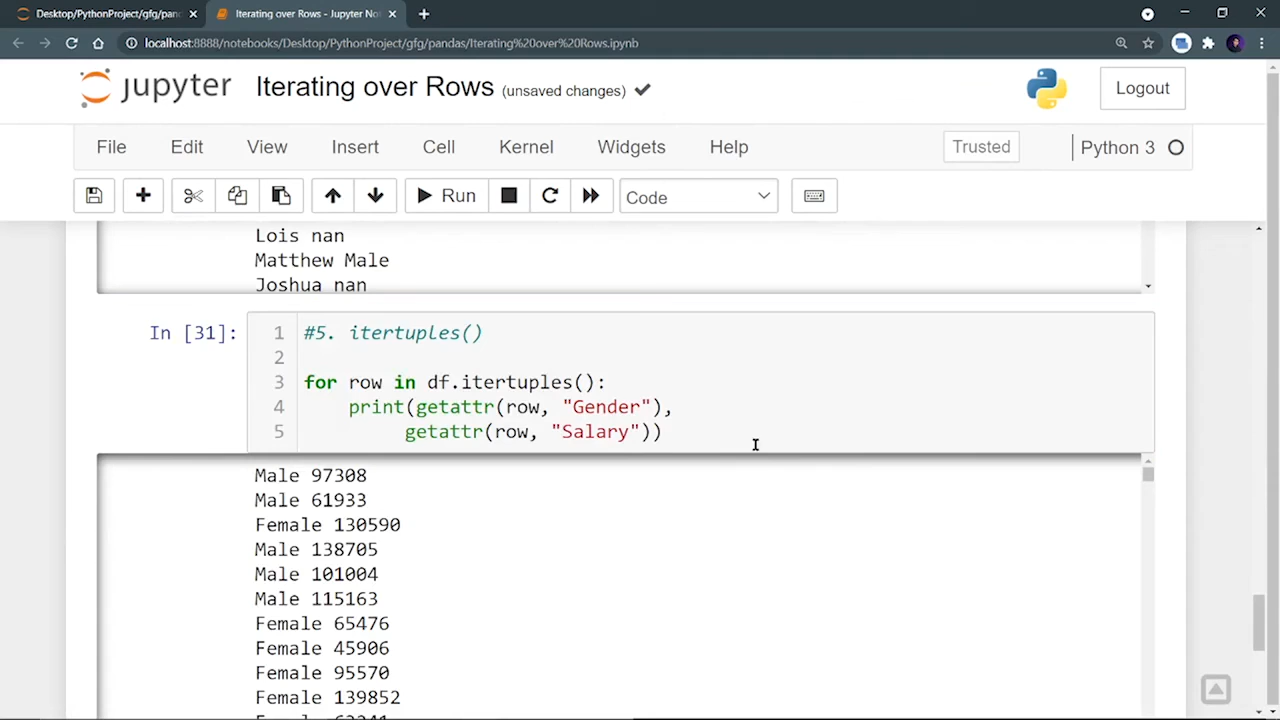 Desktop/PythonProject/gfg/pan
Iterating over Rows - Jupyter No
localhost:8888/notebooks/Desktop/PythonProject/gfg/pandas/Iterating%20over%20Rows.ipynb
jupyter Iterating over Rows (unsaved changes) Logout
File Edit View Insert Cell Kernel Widgets Help Trusted Python 3
Run Code
Lois nan
Matthew Male
Joshua nan
In [31]: 1 #5. itertuples()
2
3 for row in df.itertuples():
4 print(getattr(row, "Gender"),
5 getattr(row, "Salary"))
Male 97308
Male 61933
Female 130590
Male 138705
Male 101004
Male 115163
Female 65476
Female 45906
Female 95570
Female 139852